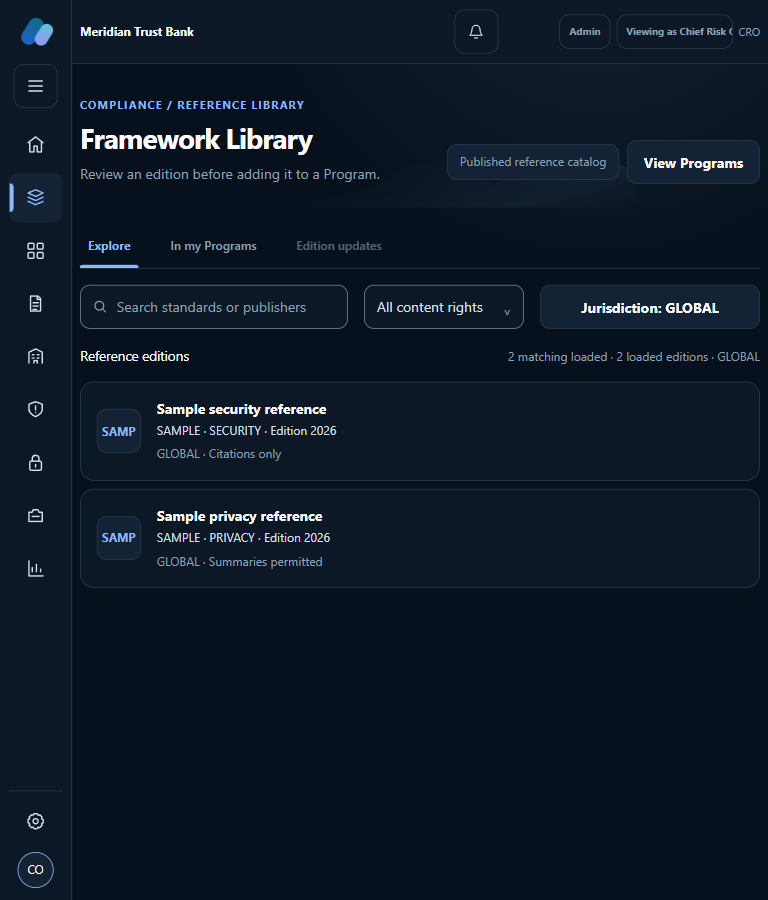 Meridian Trust Bank
Admin
Viewing as Chief Risk
CRO
COMPLIANCE / REFERENCE LIBRARY
Framework Library
Review an edition before adding it to a Program.
Published reference catalog
View Programs
Explore
In my Programs
Edition updates
Search standards or publishers
All content rights
Jurisdiction: GLOBAL
Reference editions
2 matching loaded · 2 loaded editions · GLOBAL
SAMP
Sample security reference
SAMPLE · SECURITY · Edition 2026
GLOBAL · Citations only
SAMP
Sample privacy reference
SAMPLE · PRIVACY · Edition 2026
GLOBAL · Summaries permitted
CO